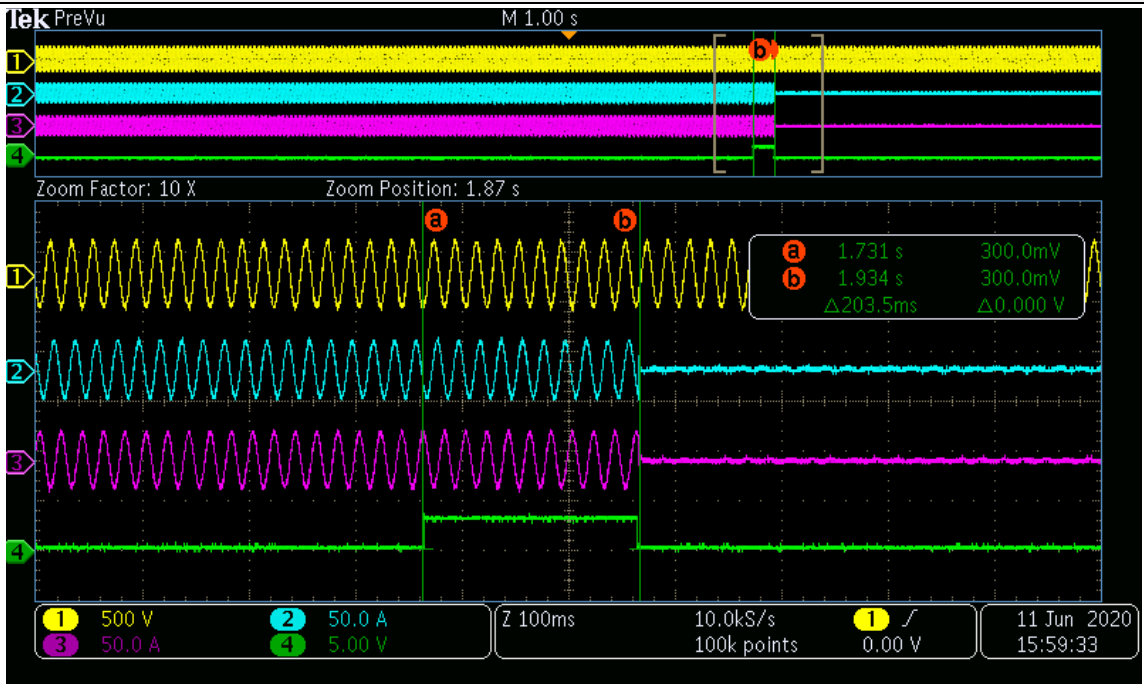 Tek PreVu M 1.00 s
b
1
2
3
4
Zoom Factor: 10 X Zoom Position: 1.87 s
a b
1
a 1.731 s 300.0mV
b 1.934 s 300.0mV
△203.5ms △0.000 V
2
3
4
1 500 V 2 50.0 A Z 100ms 10.0kS/s 1 / 11 Jun 2020
3 50.0 A 4 5.00 V 100k points 0.00 V 15:59:33